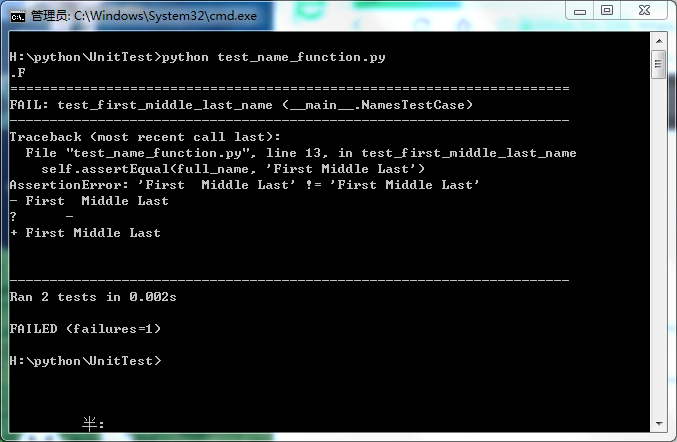 管理员: C:\Windows\System32\cmd.exe
H:\python\UnitTest>python test_name_function.py
.F
======================================================================
FAIL: test_first_middle_last_name (__main__.NamesTestCase)
----------------------------------------------------------------------
Traceback (most recent call last):
  File "test_name_function.py", line 13, in test_first_middle_last_name
    self.assertEqual(full_name, 'First Middle Last')
AssertionError: 'First  Middle Last' != 'First Middle Last'
- First  Middle Last
?       -
+ First Middle Last
----------------------------------------------------------------------
Ran 2 tests in 0.002s
FAILED (failures=1)
H:\python\UnitTest>
半: